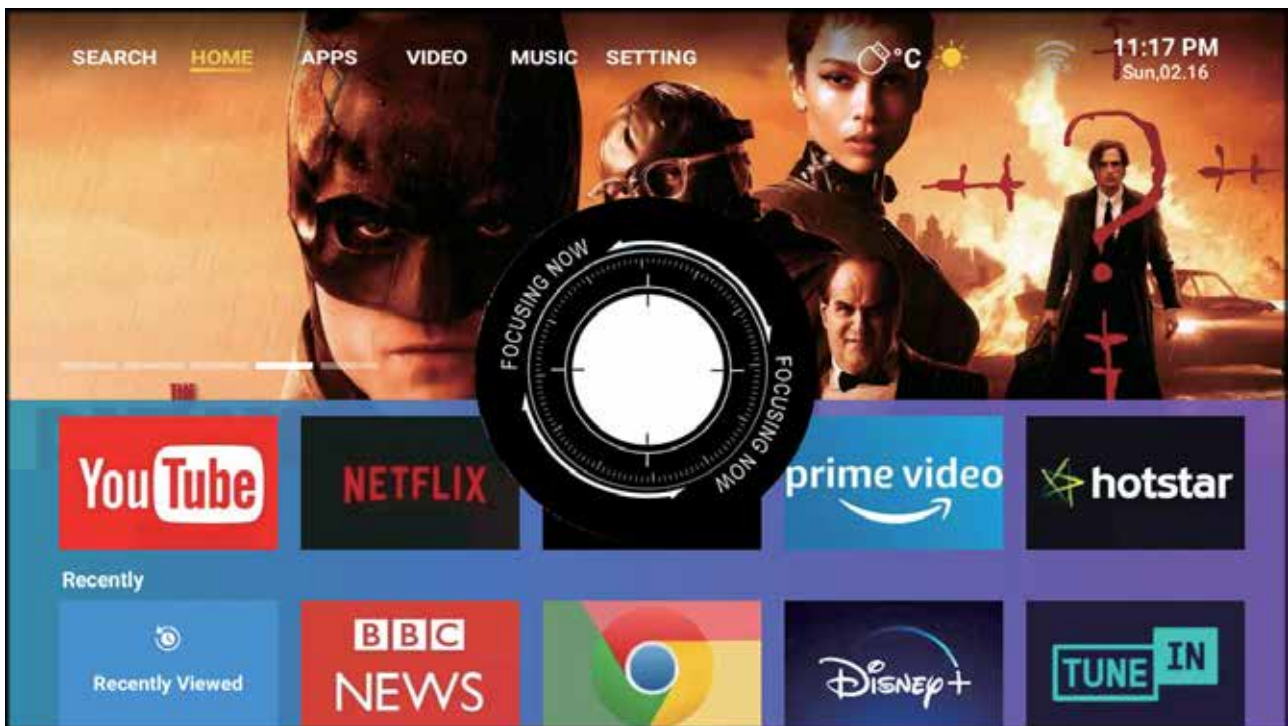 SEARCH HOME APPS VIDEO MUSIC SETTING °C 11:17 PM
Sun,02.16
FOCUSING NOW
FOCUSING NOW
YouTube NETFLIX prime video hotstar
Recently
Recently Viewed
BBC
NEWS
Disney+
TUNE IN